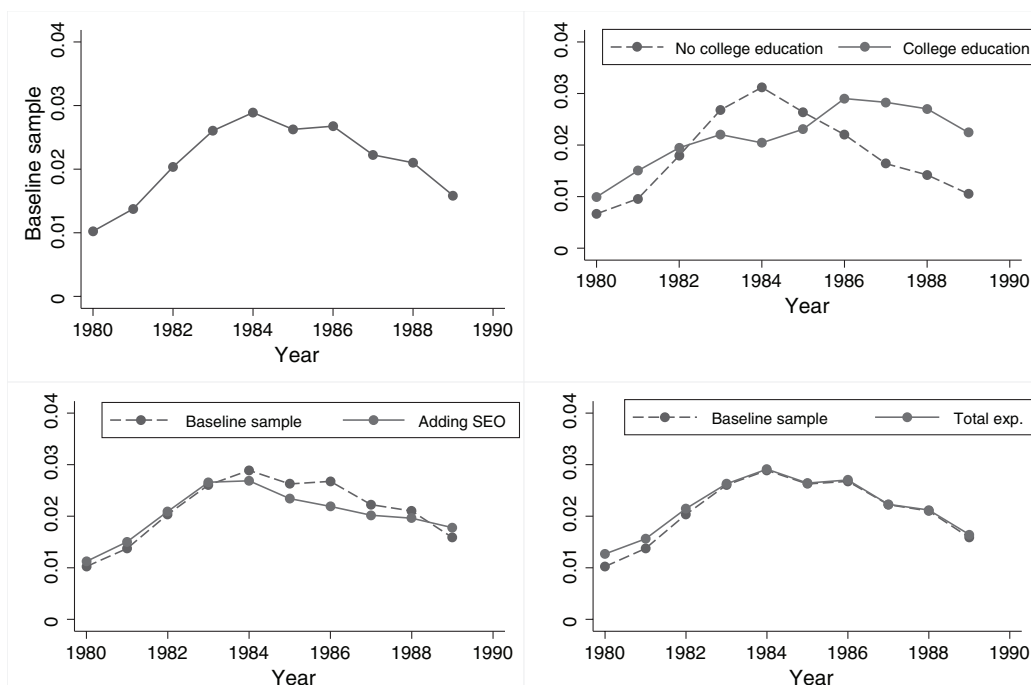 Baseline sample
0.04
0.03
0.02
0.01
0
1980 1982 1984 1986 1988 1990
Year
No college education College education
0.04
0.03
0.02
0.01
0
1980 1982 1984 1986 1988 1990
Year
Baseline sample Adding SEO
0.04
0.03
0.02
0.01
0
1980 1982 1984 1986 1988 1990
Year
Baseline sample Total exp.
0.04
0.03
0.02
0.01
0
1980 1982 1984 1986 1988 1990
Year